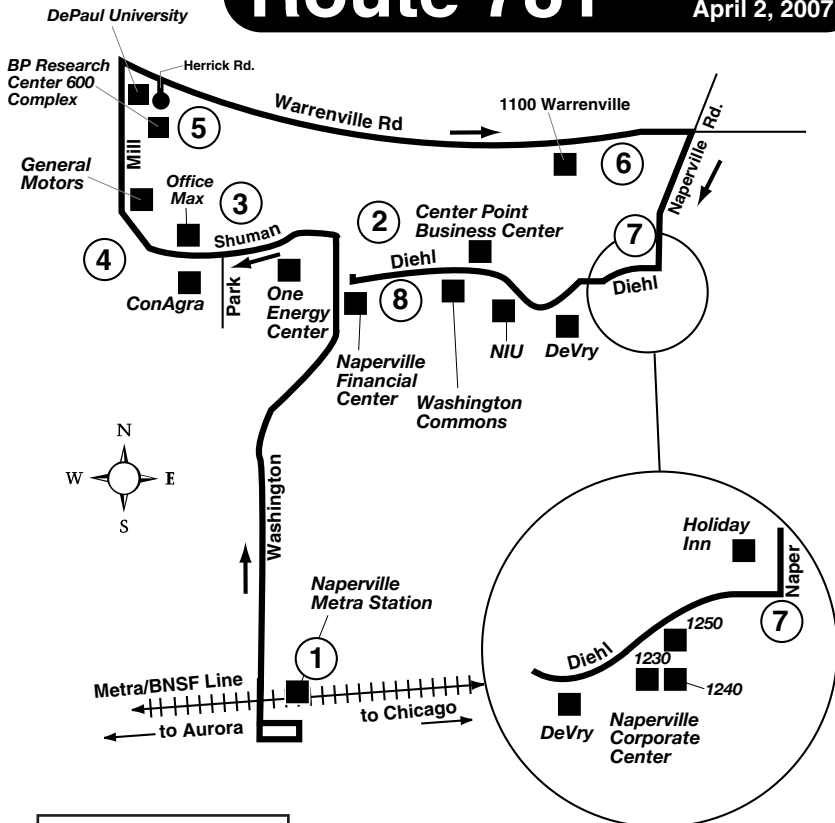 Route 781
April 2, 2007
DePaul University
BP Research
Center 600
Complex
Herrick Rd.
Warrenville Rd
1100 Warrenville
Naperville Rd.
5
6
Mill
General
Motors
Office
Max
3
2
Center Point
Business Center
7
Shuman
Diehl
Diehl
4
ConAgra
Park
One
Energy
Center
8
Naperville
Financial
Center
Washington
Commons
NIU
DeVry
N
W
E
S
Washington
Naperville
Metra Station
1
Metra/BNSF Line
to Aurora
to Chicago
Holiday
Inn
Naper
7
1250
Diehl
1230
1240
DeVry
Naperville
Corporate
Center